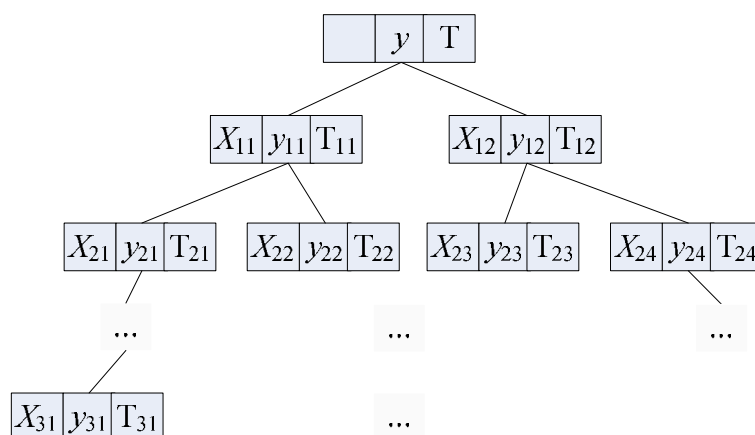 y T
X₁₁ y₁₁ T₁₁ X₁₂ y₁₂ T₁₂
X₂₁ y₂₁ T₂₁ X₂₂ y₂₂ T₂₂ X₂₃ y₂₃ T₂₃ X₂₄ y₂₄ T₂₄
... ... ...
X₃₁ y₃₁ T₃₁ ...